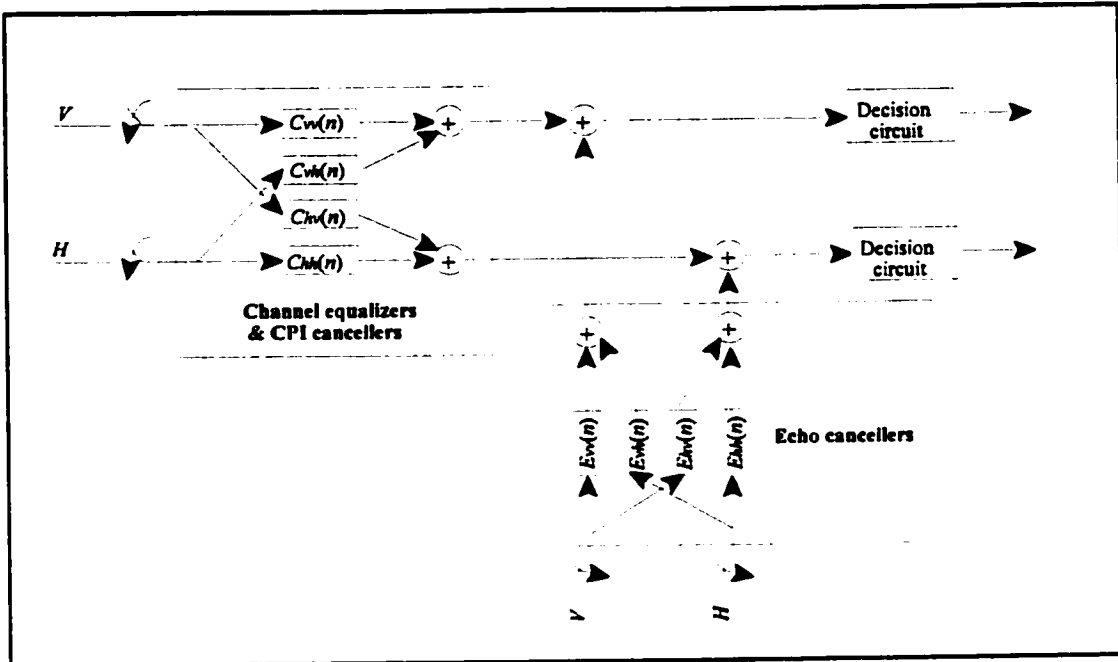 V
Cvv(n)
+
+
Decision
circuit
Cvh(n)
Chv(n)
H
Chh(n)
+
+
Decision
circuit
Channel equalizers
& CPI cancellers
+
+
Evv(n)
Evh(n)
Ehv(n)
Ehh(n)
Echo cancellers
V
H